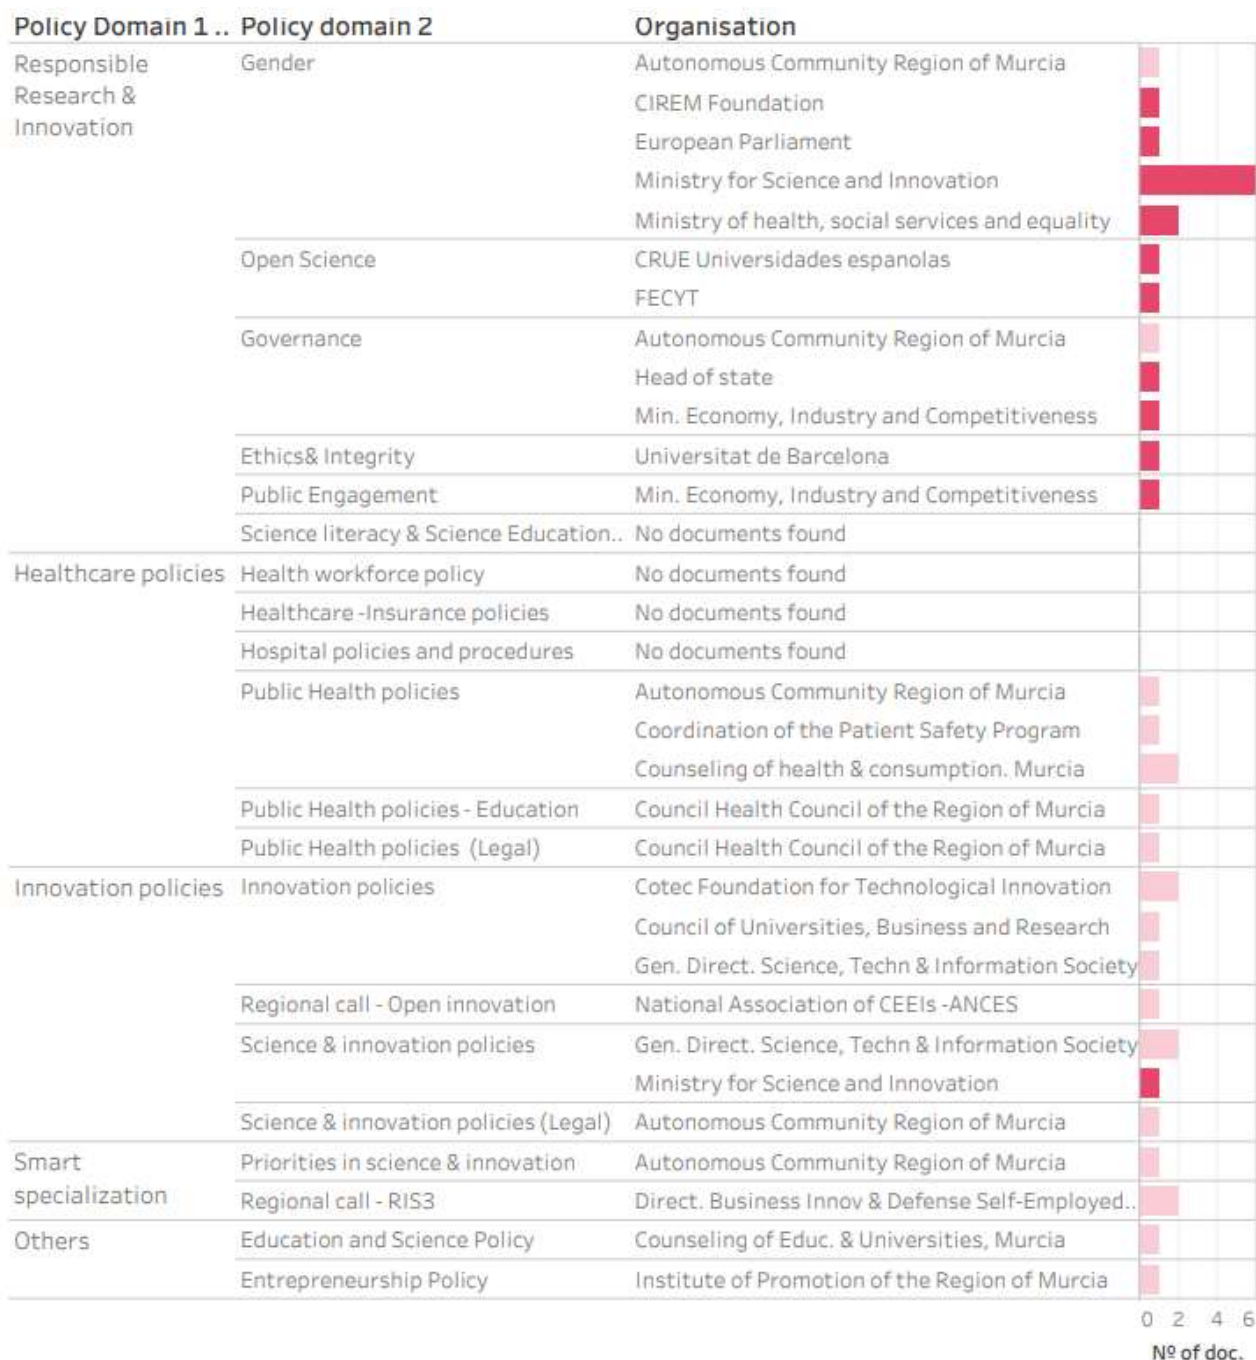 Policy Domain 1 .. Policy domain 2 Organisation
Responsible Research & Innovation Gender Autonomous Community Region of Murcia
CIREM Foundation
European Parliament
Ministry for Science and Innovation
Ministry of health, social services and equality
Open Science CRUE Universidades espanolas
FECYT
Governance Autonomous Community Region of Murcia
Head of state
Min. Economy, Industry and Competitiveness
Ethics& Integrity Universitat de Barcelona
Public Engagement Min. Economy, Industry and Competitiveness
Science literacy & Science Education.. No documents found
Healthcare policies Health workforce policy No documents found
Healthcare -Insurance policies No documents found
Hospital policies and procedures No documents found
Public Health policies Autonomous Community Region of Murcia
Coordination of the Patient Safety Program
Counseling of health & consumption. Murcia
Public Health policies - Education Council Health Council of the Region of Murcia
Public Health policies (Legal) Council Health Council of the Region of Murcia
Innovation policies Innovation policies Cotec Foundation for Technological Innovation
Council of Universities, Business and Research
Gen. Direct. Science, Techn & Information Society
Regional call - Open innovation National Association of CEEIs -ANCES
Science & innovation policies Gen. Direct. Science, Techn & Information Society
Ministry for Science and Innovation
Science & innovation policies (Legal) Autonomous Community Region of Murcia
Smart specialization Priorities in science & innovation Autonomous Community Region of Murcia
Regional call - RIS3 Direct. Business Innov & Defense Self-Employed..
Others Education and Science Policy Counseling of Educ. & Universities, Murcia
Entrepreneurship Policy Institute of Promotion of the Region of Murcia
0 2 4 6
Nº of doc.